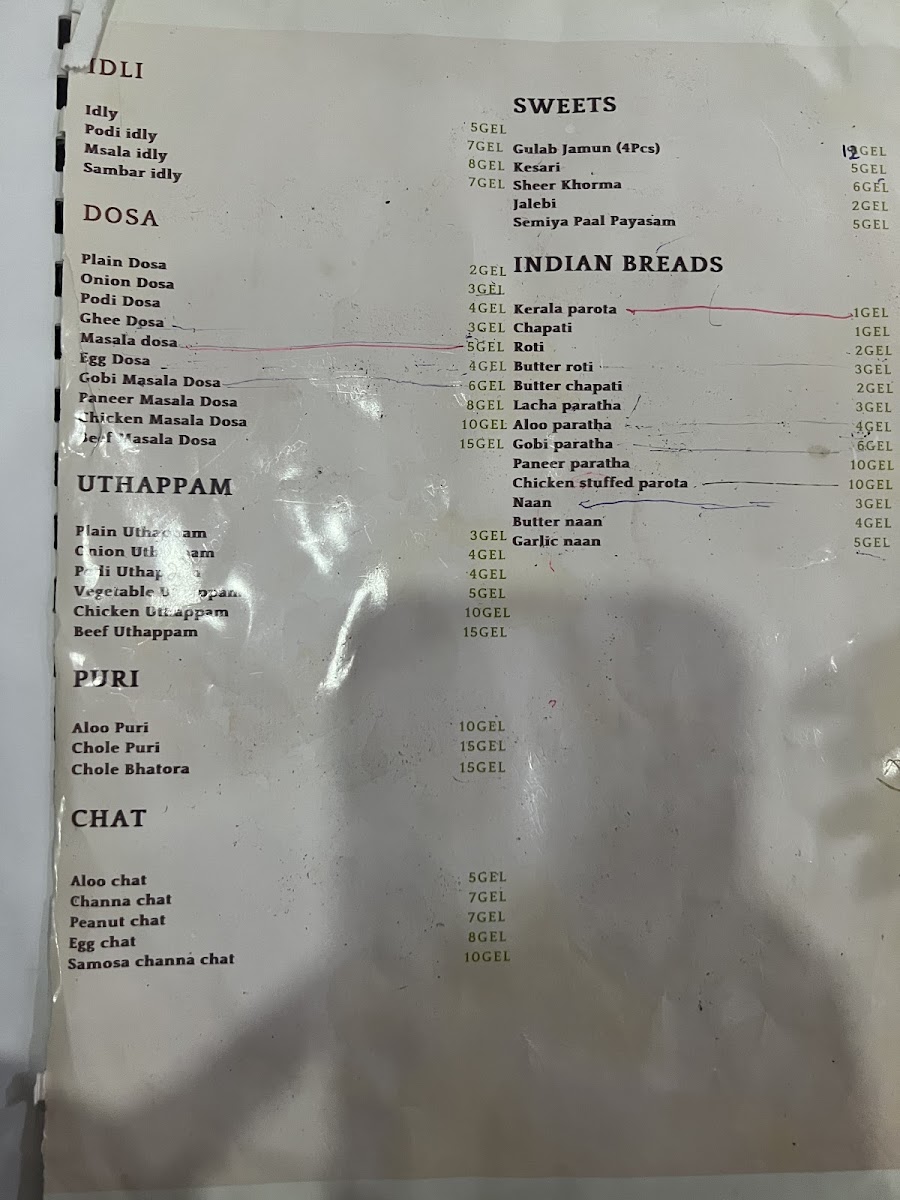 IDLI
Idly 5GEL
Podi idly 7GEL
Msala idly 8GEL
Sambar idly 7GEL
DOSA
Plain Dosa 2GEL
Onion Dosa 3GEL
Podi Dosa 4GEL
Ghee Dosa 3GEL
Masala dosa 5GEL
Egg Dosa 4GEL
Gobi Masala Dosa 6GEL
Paneer Masala Dosa 8GEL
Chicken Masala Dosa 10GEL
Beef Masala Dosa 15GEL
UTHAPPAM
Plain Uthappam 3GEL
Onion Uthappam 4GEL
Podi Uthappam 4GEL
Vegetable Uthappam 5GEL
Chicken Uthappam 10GEL
Beef Uthappam 15GEL
PURI
Aloo Puri 10GEL
Chole Puri 15GEL
Chole Bhatora 15GEL
CHAT
Aloo chat 5GEL
Channa chat 7GEL
Peanut chat 7GEL
Egg chat 8GEL
Samosa channa chat 10GEL
SWEETS
Gulab Jamun (4Pcs) 12GEL
Kesari 5GEL
Sheer Khorma 6GEL
Jalebi 2GEL
Semiya Paal Payasam 5GEL
INDIAN BREADS
Kerala parota 1GEL
Chapati 1GEL
Roti 2GEL
Butter roti 3GEL
Butter chapati 2GEL
Lacha paratha 3GEL
Aloo paratha 4GEL
Gobi paratha 6GEL
Paneer paratha 10GEL
Chicken stuffed parota 10GEL
Naan 3GEL
Butter naan 4GEL
Garlic naan 5GEL